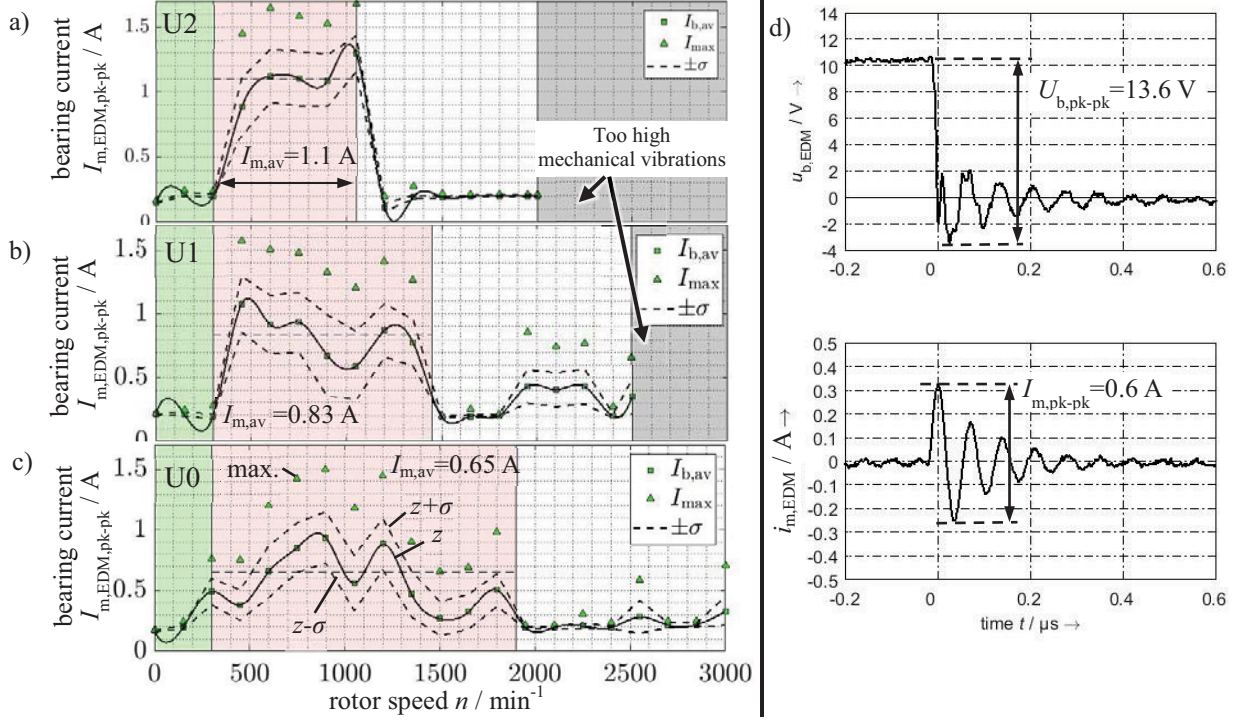 a)
U2
bearing current
I_m,EDM,pk-pk / A
1.5
1
0.5
0
I_b,av
I_max
±σ
I_m,av=1.1 A
Too high
mechanical vibrations
b)
U1
bearing current
I_m,EDM,pk-pk / A
1.5
1
0.5
0
I_b,av
I_max
±σ
I_m,av=0.83 A
c)
U0
bearing current
I_m,EDM,pk-pk / A
1.5
1
0.5
0
max.
I_m,av=0.65 A
z+σ
z
z-σ
I_b,av
I_max
±σ
0 500 1000 1500 2000 2500 3000
rotor speed n / min⁻¹
d)
u_b,EDM / V →
14
12
10
8
6
4
2
0
-2
-4
U_b,pk-pk=13.6 V
-0.2 0 0.2 0.4 0.6
i_m,EDM / A →
0.5
0.4
0.3
0.2
0.1
0
-0.1
-0.2
-0.3
-0.4
-0.5
I_m,pk-pk=0.6 A
-0.2 0 0.2 0.4 0.6
time t / µs →